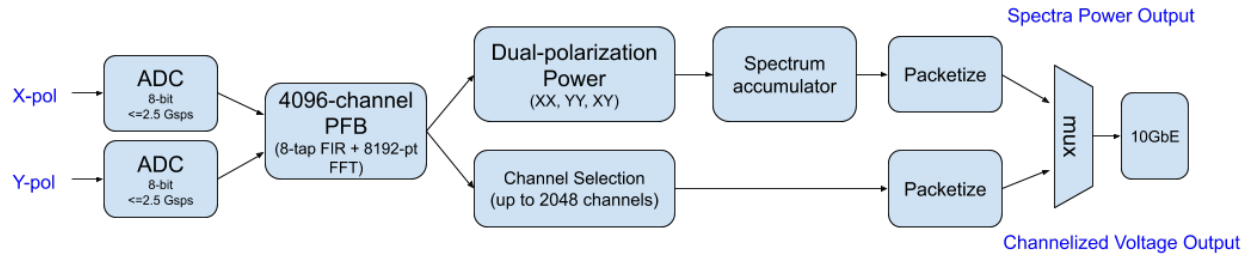 Spectra Power Output
X-pol
ADC
8-bit
<=2.5 Gsps
Y-pol
ADC
8-bit
<=2.5 Gsps
4096-channel
PFB
(8-tap FIR + 8192-pt
FFT)
Dual-polarization
Power
(XX, YY, XY)
Spectrum
accumulator
Packetize
Channel Selection
(up to 2048 channels)
Packetize
mux
10GbE
Channelized Voltage Output